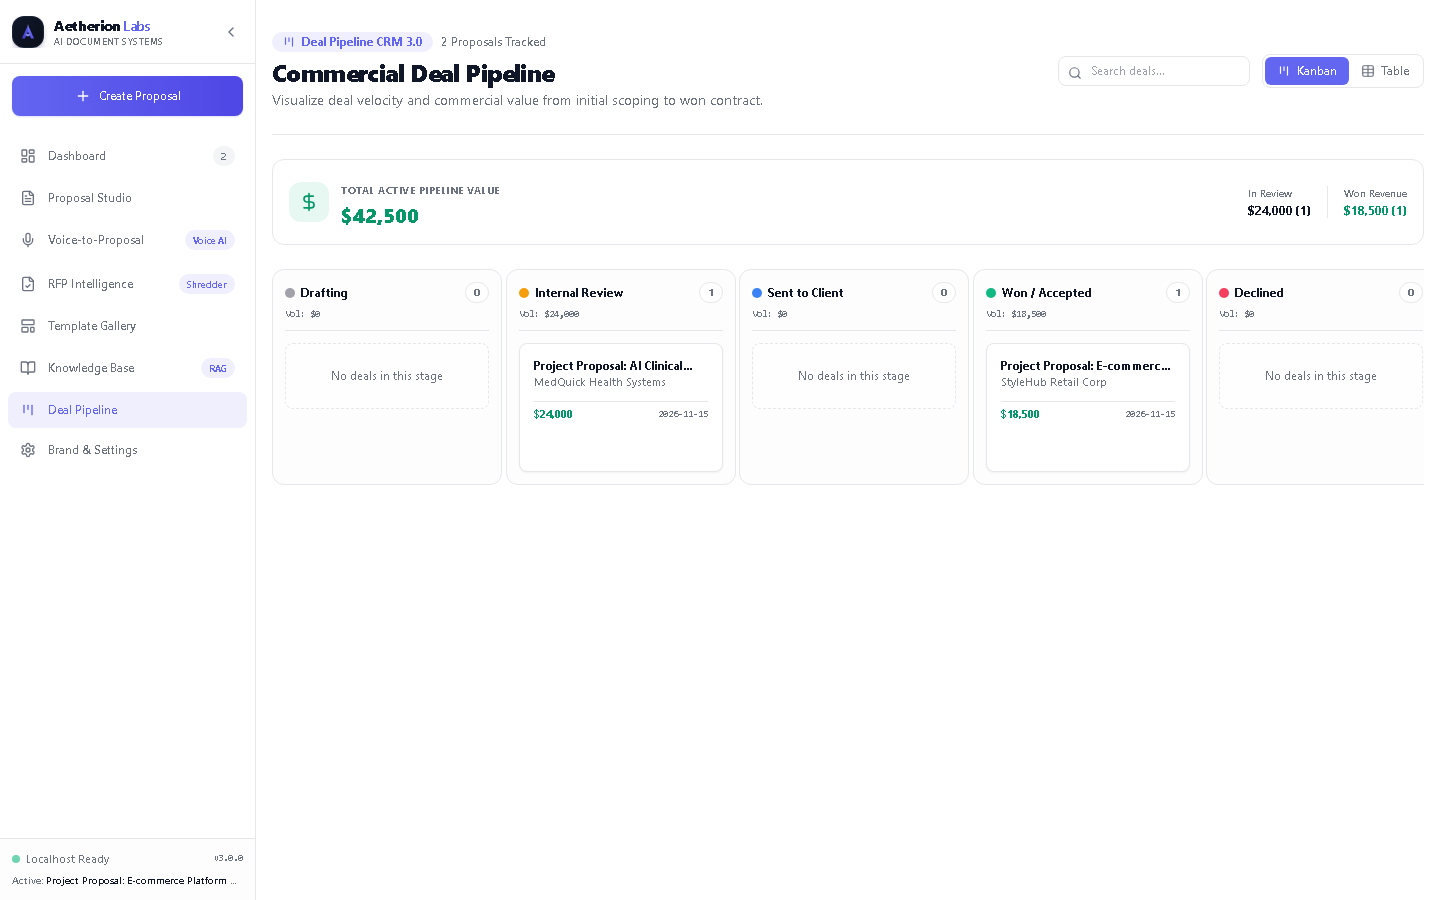 Aetherion Labs
AI DOCUMENT SYSTEMS
Create Proposal
Dashboard 2
Proposal Studio
Voice-to-Proposal Voice AI
RFP Intelligence Shredder
Template Gallery
Knowledge Base RAG
Deal Pipeline
Brand & Settings
Localhost Ready v3.0.0
Active: Project Proposal: E-commerce Platform ...
Deal Pipeline CRM 3.0 2 Proposals Tracked
Commercial Deal Pipeline
Visualize deal velocity and commercial value from initial scoping to won contract.
Search deals...
Kanban Table
TOTAL ACTIVE PIPELINE VALUE
$42,500
In Review
$24,000 (1)
Won Revenue
$18,500 (1)
Drafting 0
Vol: $0
No deals in this stage
Internal Review 1
Vol: $24,000
Project Proposal: AI Clinical...
MedQuick Health Systems
$24,000 2026-11-15
Sent to Client 0
Vol: $0
No deals in this stage
Won / Accepted 1
Vol: $18,500
Project Proposal: E-commerc...
StyleHub Retail Corp
$18,500 2026-11-15
Declined 0
Vol: $0
No deals in this stage